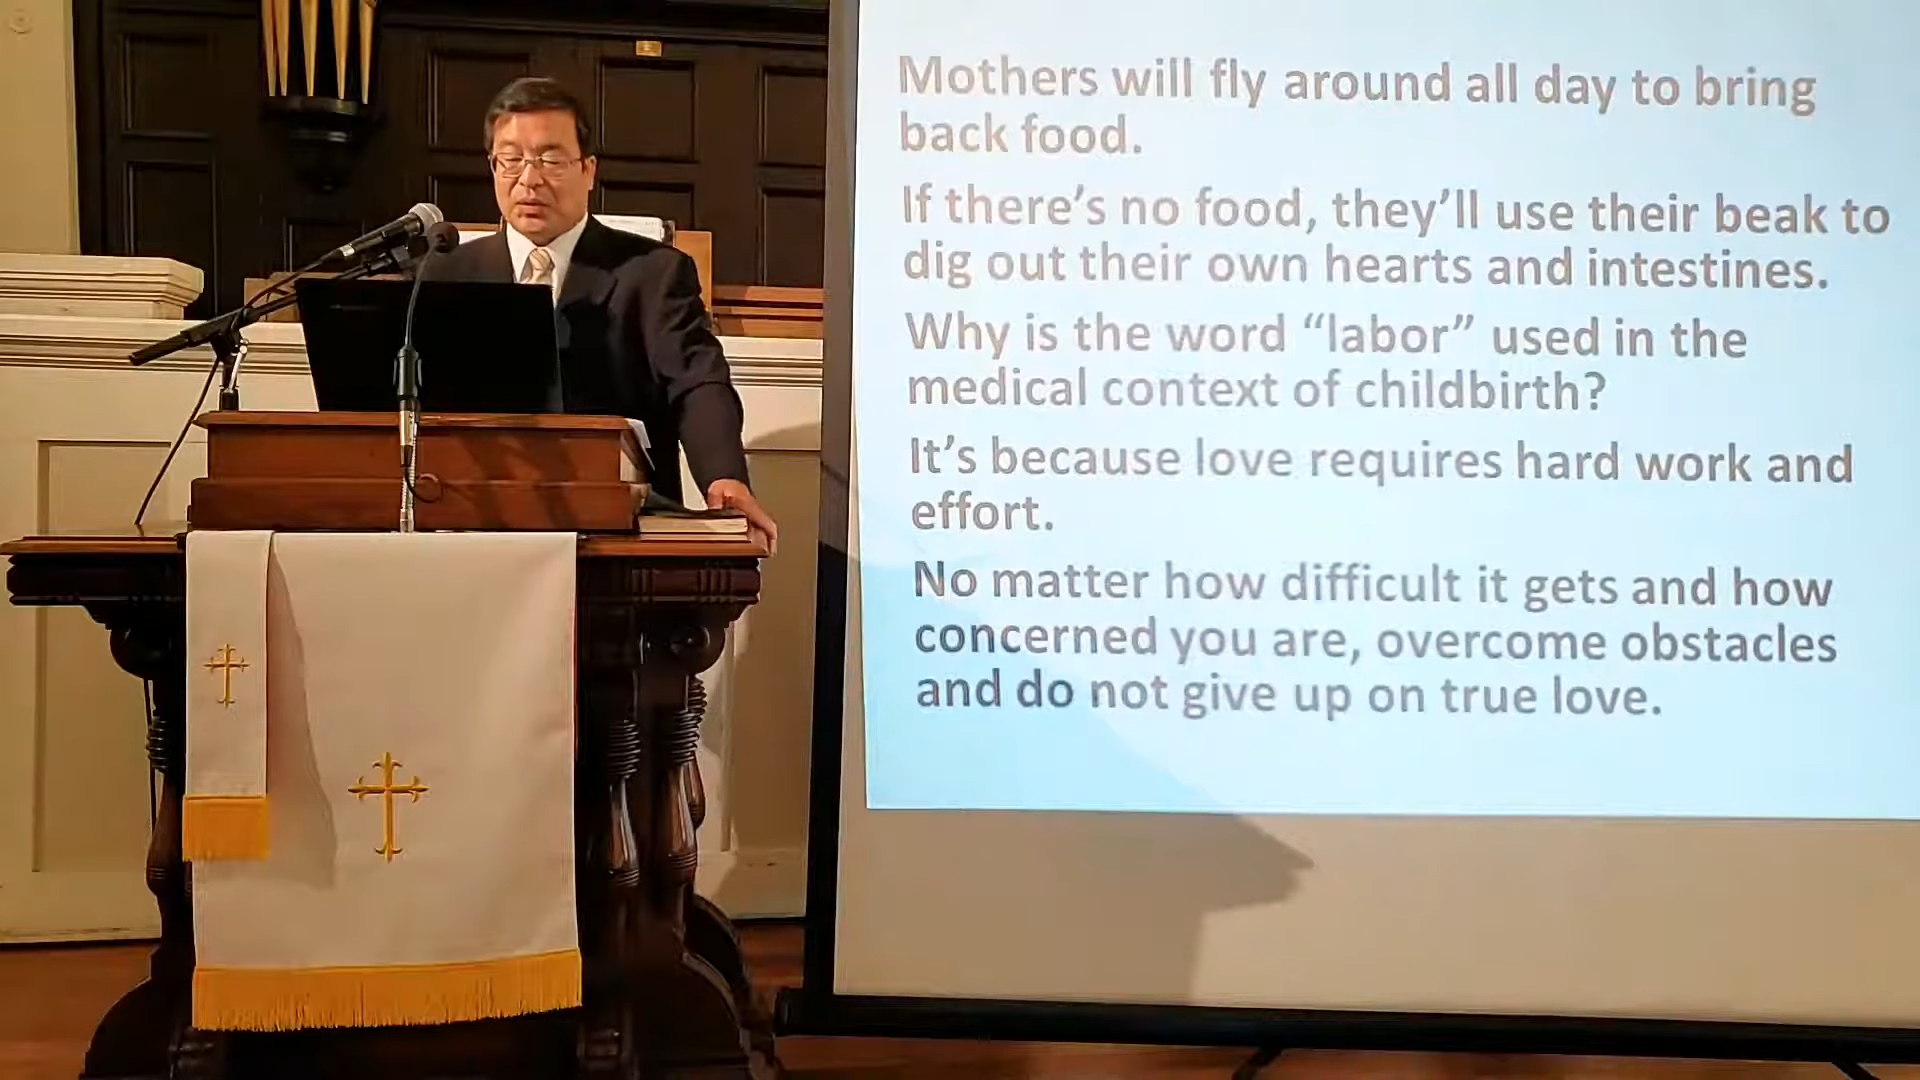 Mothers will fly around all day to bring
back food.
If there’s no food, they’ll use their beak to
dig out their own hearts and intestines.
Why is the word “labor” used in the
medical context of childbirth?
It’s because love requires hard work and
effort.
No matter how difficult it gets and how
concerned you are, overcome obstacles
and do not give up on true love.